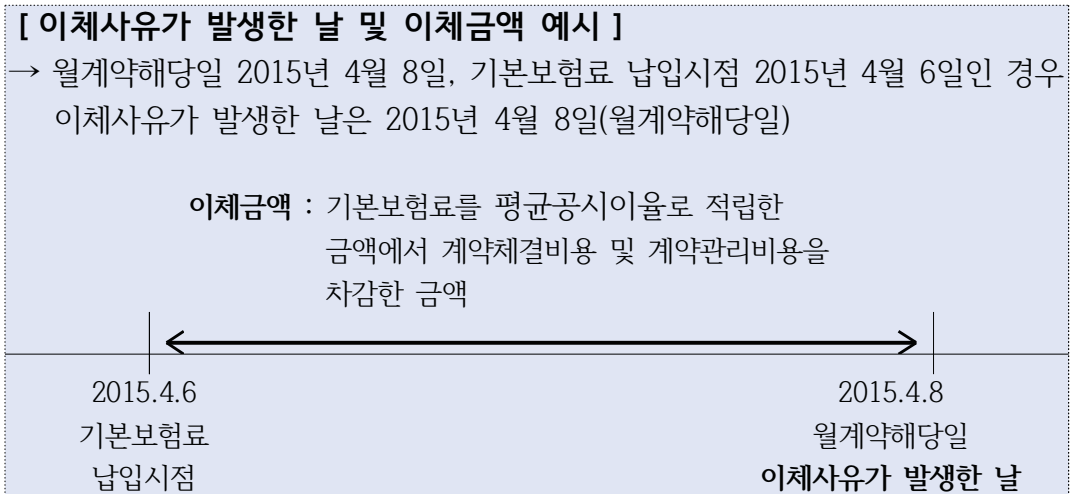 [ 이체사유가 발생한 날 및 이체금액 예시 ]
→ 월계약해당일 2015년 4월 8일, 기본보험료 납입시점 2015년 4월 6일인 경우
이체사유가 발생한 날은 2015년 4월 8일(월계약해당일)
이체금액 : 기본보험료를 평균공시이율로 적립한
금액에서 계약체결비용 및 계약관리비용을
차감한 금액
2015.4.6 2015.4.8
기본보험료 월계약해당일
납입시점 이체사유가 발생한 날